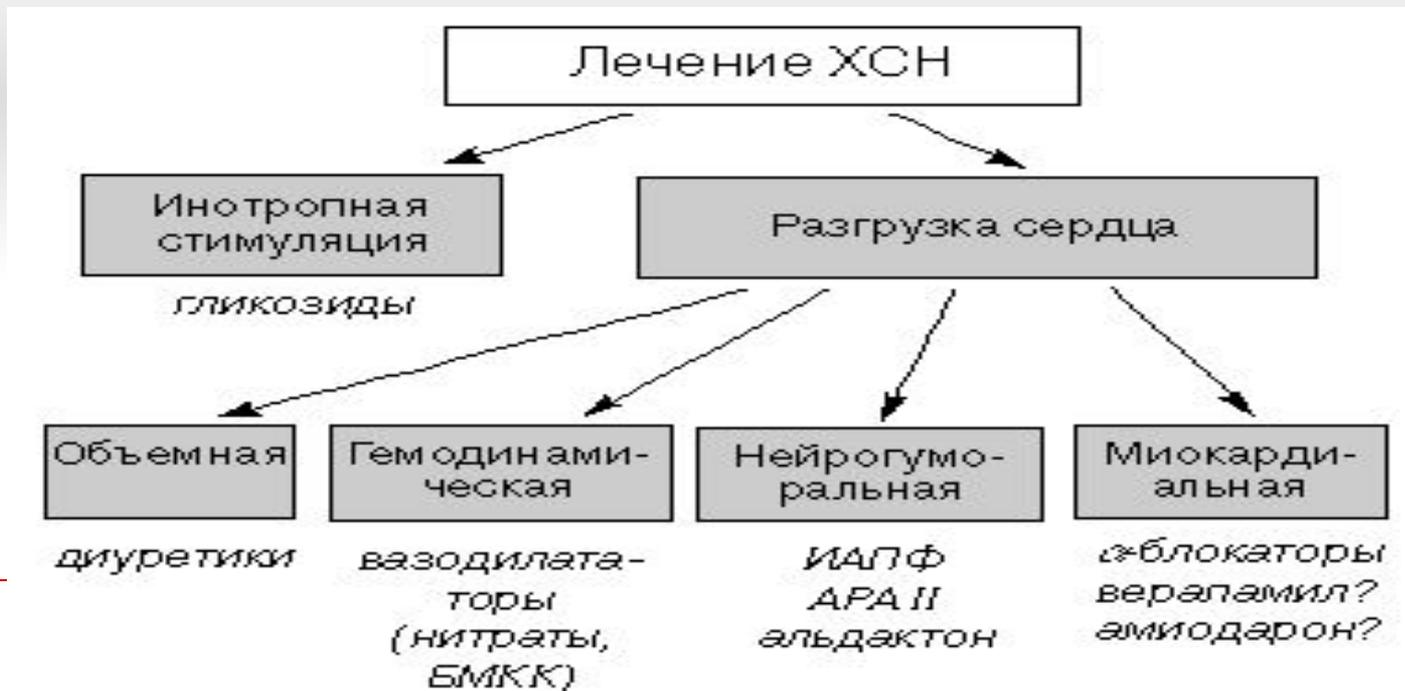 Лечение ХСН
Инотропная
стимуляция
гликозиды
Разгрузка сердца
Объемная
диуретики
Гемодинами-
ческая
вазодилата-
торы
(нитраты,
БМКК)
Нейрогумо-
ральная
ИАПФ
АРА II
альдактон
Миокарди-
альная
-блокаторы
верапамил?
амиодарон?